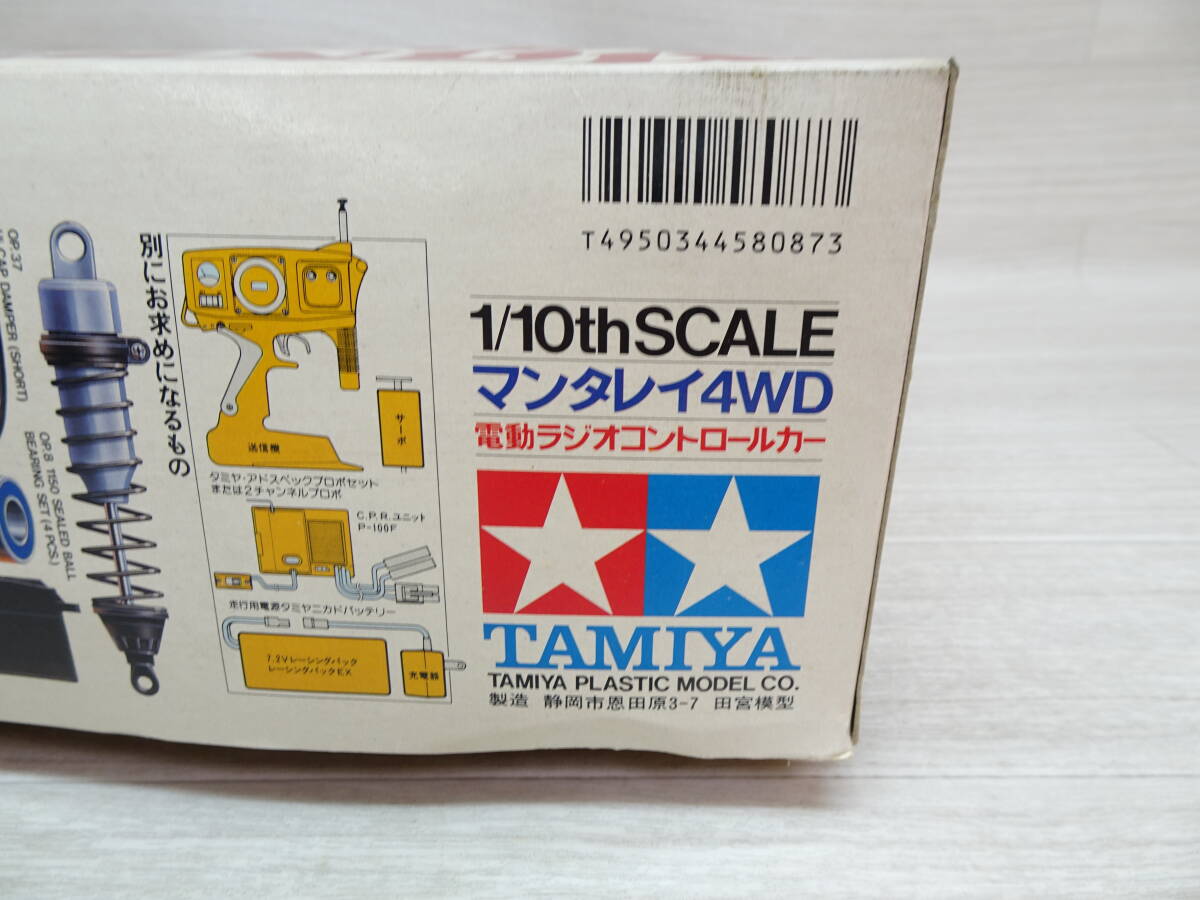 T4950344580873
1/10thSCALE
マンタレイ4WD
電動ラジオコントロールカー
TAMIYA
TAMIYA PLASTIC MODEL CO.
製造 静岡市恩田原3-7 田宮模型
別にお求めになるもの
送信機
サーボ
タミヤ・アドスペックプロポセット
または2チャンネルプロポ
C.P.R.ユニット
P-100F
走行用電源タミヤニカドバッテリー
7.2Vレーシングパック
レーシングパックEX
充電器
OP.37
CAP DAMPER (SHORT)
OP.8 1150 SEALED BALL
BEARING SET (4 PCS.)